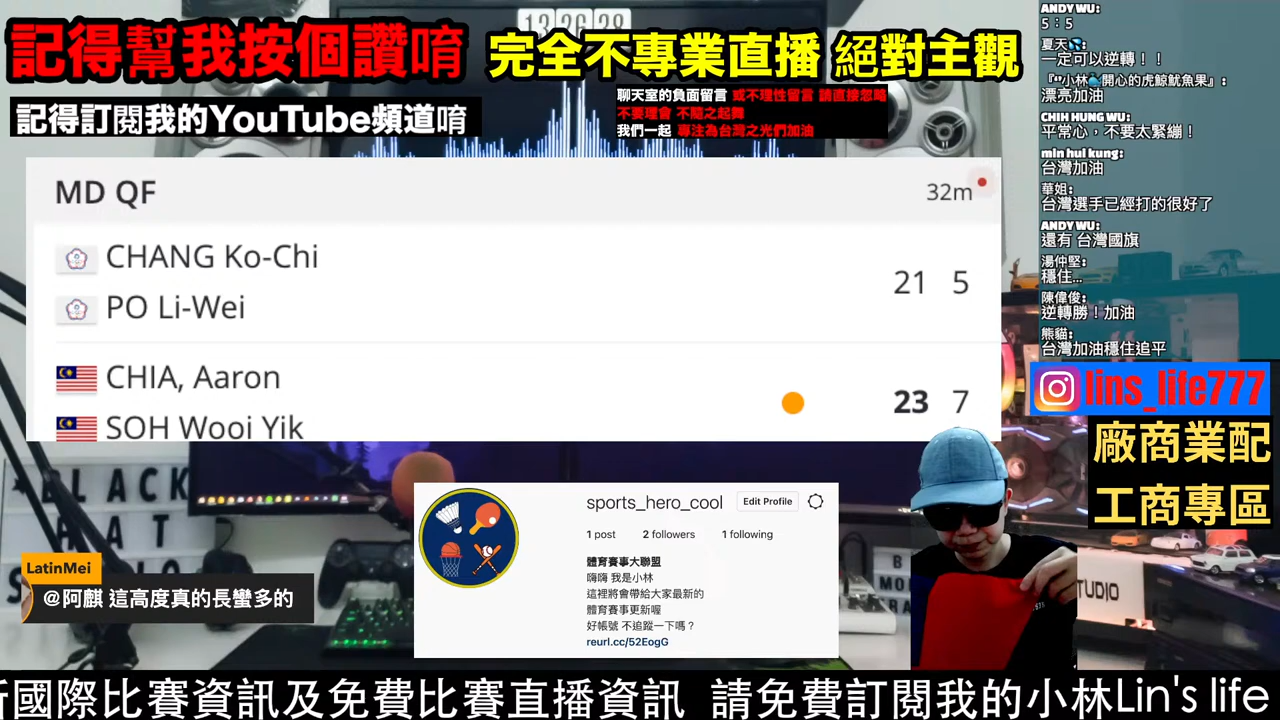 13 26 28
記得幫我按個讚唷
完全不專業直播 絕對主觀
記得訂閱我的YouTube頻道唷
聊天室的負面留言 或不理性留言 請直接忽略
不要理會 不隨之起舞
我們一起 專注為台灣之光們加油
MD QF
32m
CHANG Ko-Chi
PO Li-Wei
21 5
CHIA, Aaron
SOH Wooi Yik
23 7
ANDY WU:
5：5
夏天💦:
一定可以逆轉！！
『"小林🐳開心的虎鯨魷魚果』:
漂亮加油
CHIH HUNG WU:
平常心，不要太緊繃！
min hui kung:
台灣加油
華姐:
台灣選手已經打的很好了
ANDY WU:
還有 台灣國旗
湯仲堅:
穩住...
陳偉俊:
逆轉勝！加油
熊貓:
台灣加油穩住追平
lins_life777
廠商業配
工商專區
BLACK
HAT
sports_hero_cool
Edit Profile
1 post 2 followers 1 following
體育賽事大聯盟
嗨嗨 我是小林
這裡將會帶給大家最新的
體育賽事更新喔
好帳號 不追蹤一下嗎？
reurl.cc/52EogG
LatinMei
@阿麒 這高度真的長蠻多的
TUDIO
國際比賽資訊及免費比賽直播資訊 請免費訂閱我的小林Lin's life